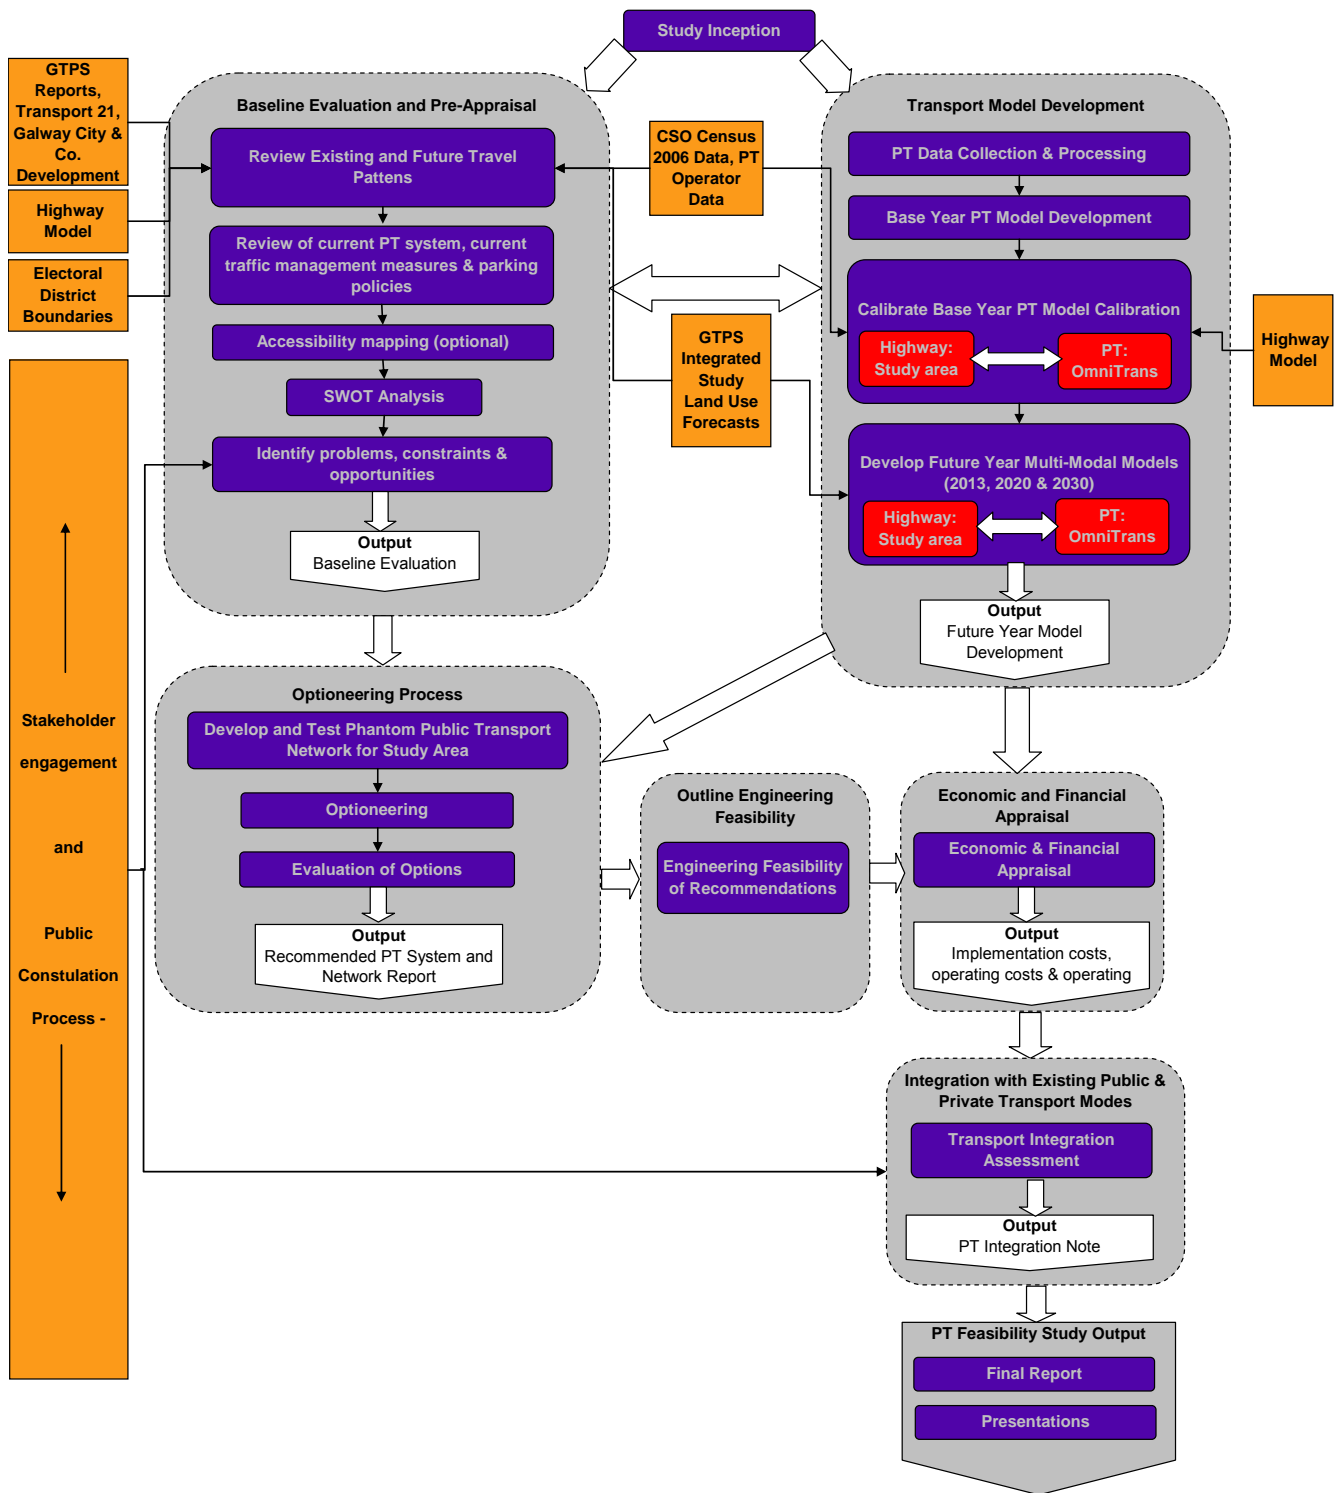 Study Inception
GTPS
Reports,
Transport 21,
Galway City &
Co.
Development
Highway
Model
Electoral
District
Boundaries
Baseline Evaluation and Pre-Appraisal
Review Existing and Future Travel
Pattens
Review of current PT system, current
traffic management measures & parking
policies
Accessibility mapping (optional)
SWOT Analysis
Identify problems, constraints &
opportunities
Output
Baseline Evaluation
CSO Census
2006 Data, PT
Operator
Data
GTPS
Integrated
Study
Land Use
Forecasts
Transport Model Development
PT Data Collection & Processing
Base Year PT Model Development
Calibrate Base Year PT Model Calibration
Highway:
Study area
PT:
OmniTrans
Develop Future Year Multi-Modal Models
(2013, 2020 & 2030)
Highway:
Study area
PT:
OmniTrans
Output
Future Year Model
Development
Highway
Model
Stakeholder
engagement
and
Public
Constulation
Process -
Optioneering Process
Develop and Test Phantom Public Transport
Network for Study Area
Optioneering
Evaluation of Options
Output
Recommended PT System and
Network Report
Outline Engineering
Feasibility
Engineering Feasibility
of Recommendations
Economic and Financial
Appraisal
Economic & Financial
Appraisal
Output
Implementation costs,
operating costs & operating
Integration with Existing Public &
Private Transport Modes
Transport Integration
Assessment
Output
PT Integration Note
PT Feasibility Study Output
Final Report
Presentations